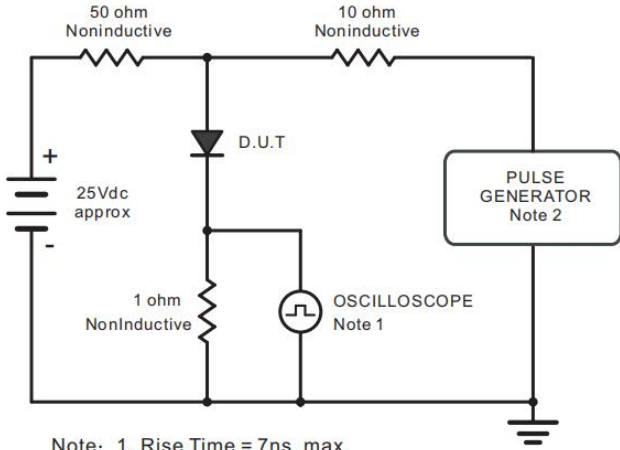 50 ohm
Noninductive
10 ohm
Noninductive
D.U.T
+
25Vdc
approx
-
PULSE
GENERATOR
Note 2
1 ohm
NonInductive
OSCILLOSCOPE
Note 1
Note: 1. Rise Time = 7ns max